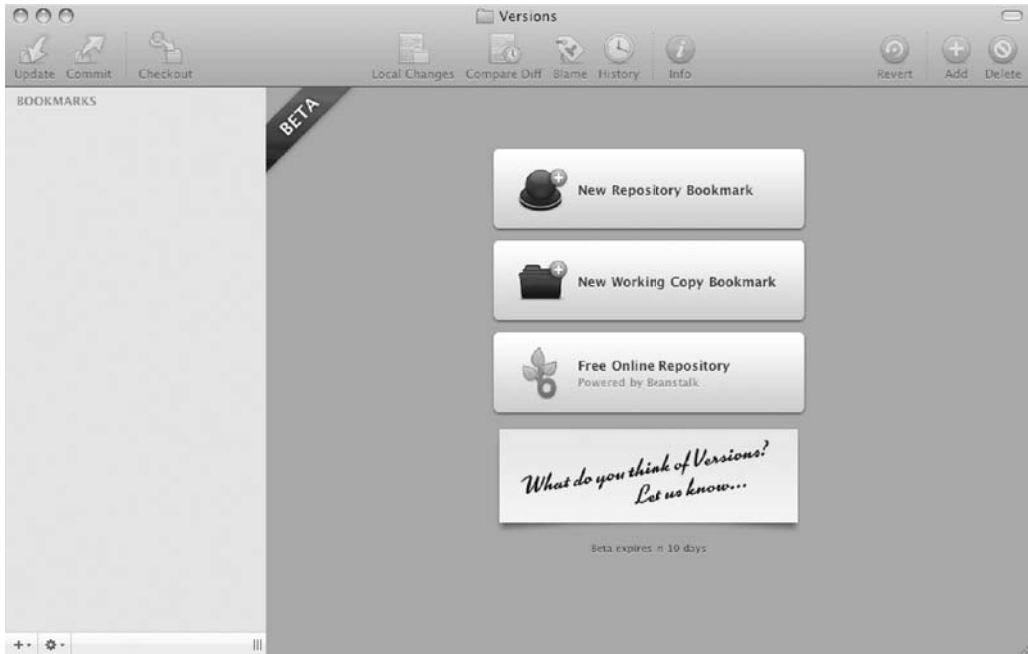 Versions
Update Commit Checkout Local Changes Compare Diff Blame History Info Revert Add Delete
BOOKMARKS
BETA
New Repository Bookmark
New Working Copy Bookmark
Free Online Repository
Powered by Beanstalk
What do you think of Versions?
Let us know...
Beta expires n 10 days